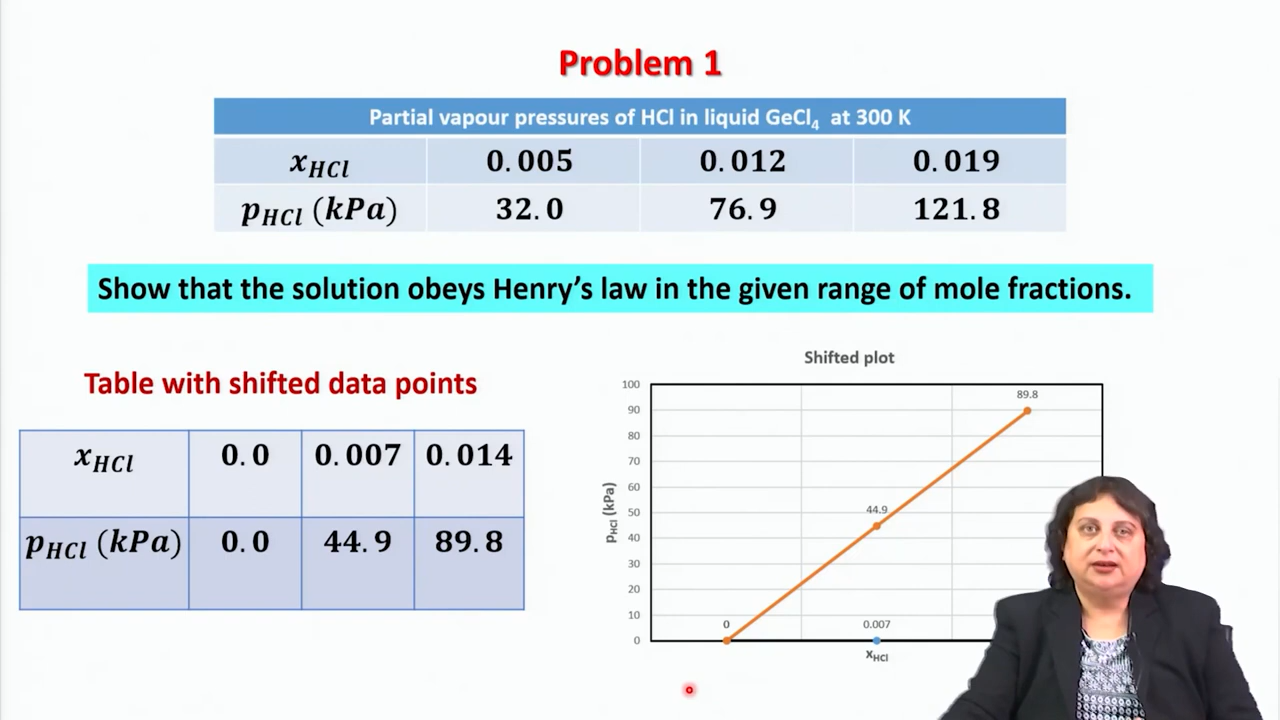 Problem 1
Partial vapour pressures of HCl in liquid GeCl₄ at 300 K
x_HCl 0.005 0.012 0.019
p_HCl (kPa) 32.0 76.9 121.8
Show that the solution obeys Henry's law in the given range of mole fractions.
Table with shifted data points
x_HCl 0.0 0.007 0.014
p_HCl (kPa) 0.0 44.9 89.8
Shifted plot
100
90
80
70
60
50
40
30
20
10
0
p_HCl (kPa)
89.8
44.9
0
0.007
x_HCl